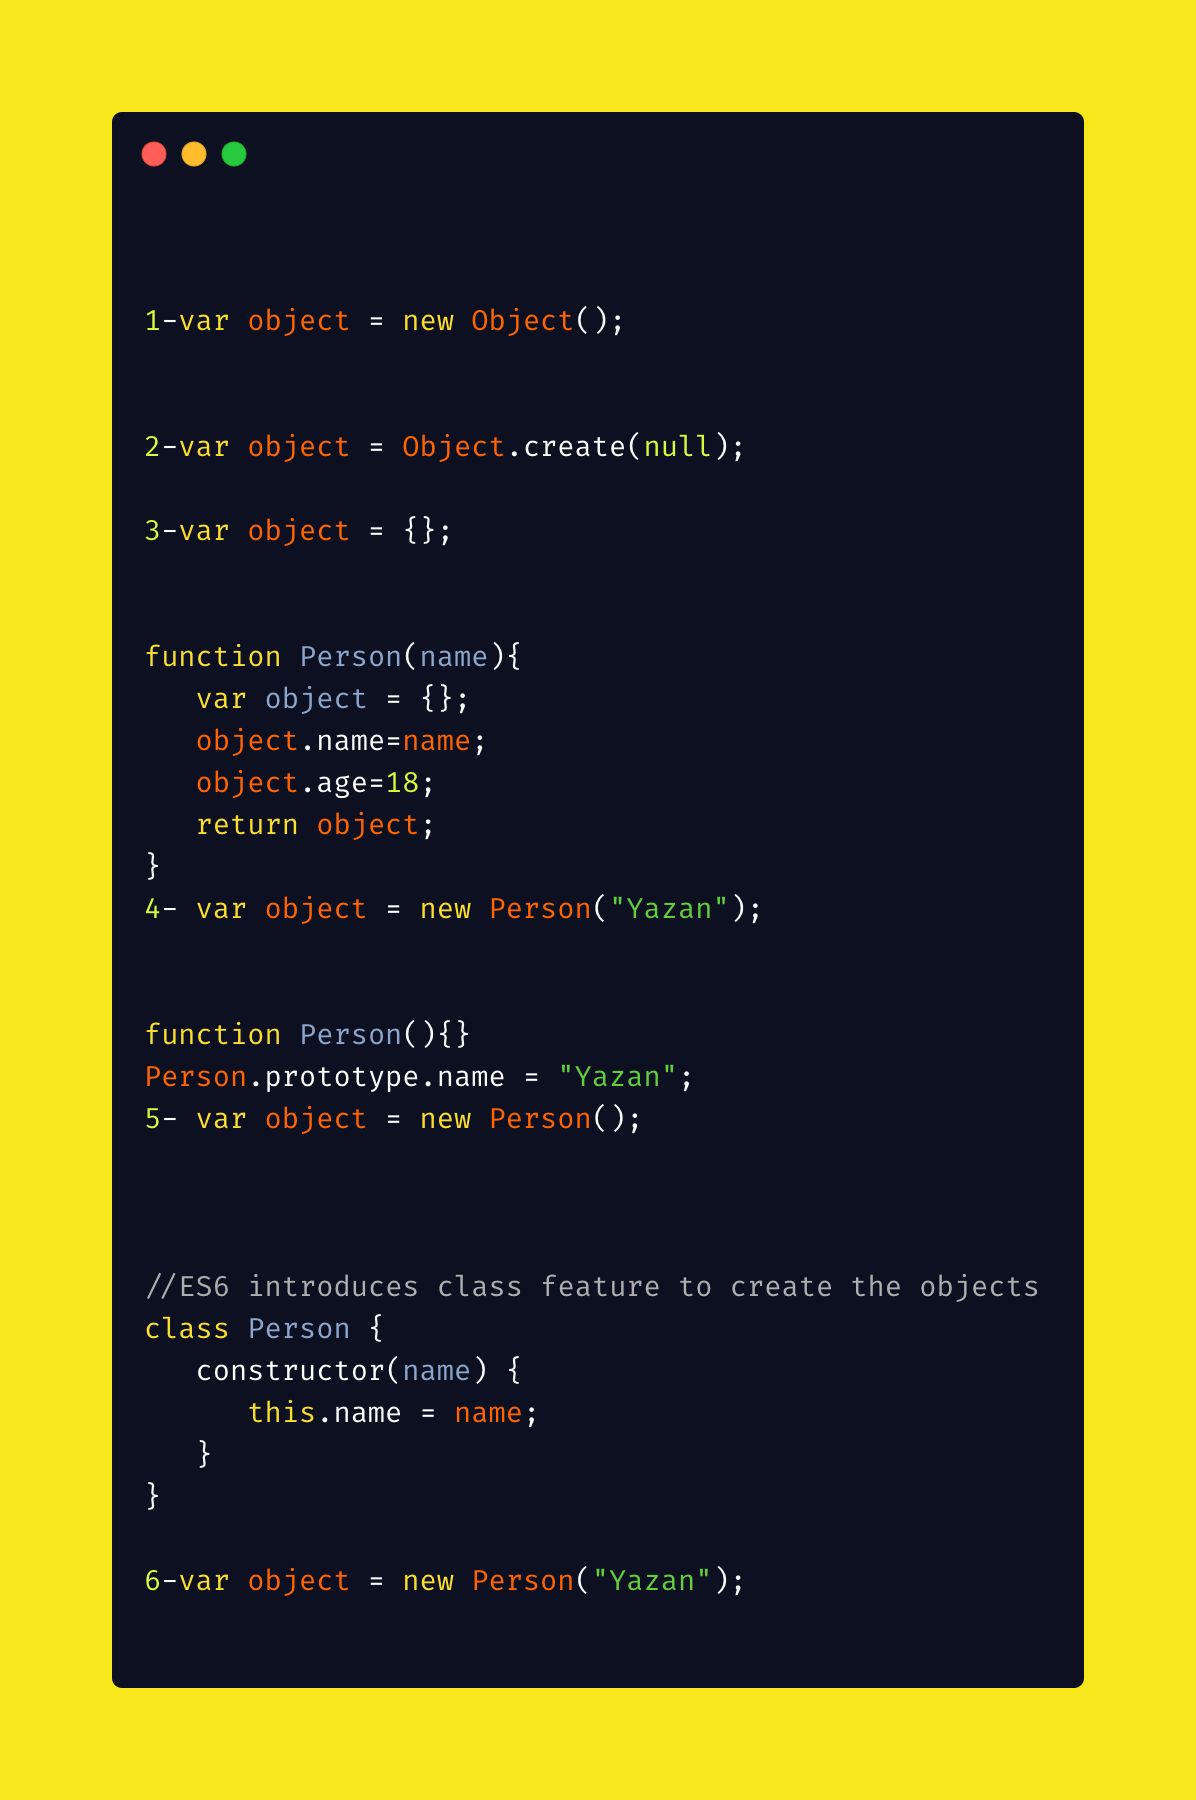 1-var object = new Object();
2-var object = Object.create(null);
3-var object = {};
function Person(name){
   var object = {};
   object.name=name;
   object.age=18;
   return object;
}
4- var object = new Person("Yazan");
function Person(){}
Person.prototype.name = "Yazan";
5- var object = new Person();
//ES6 introduces class feature to create the objects
class Person {
   constructor(name) {
      this.name = name;
   }
}
6-var object = new Person("Yazan");